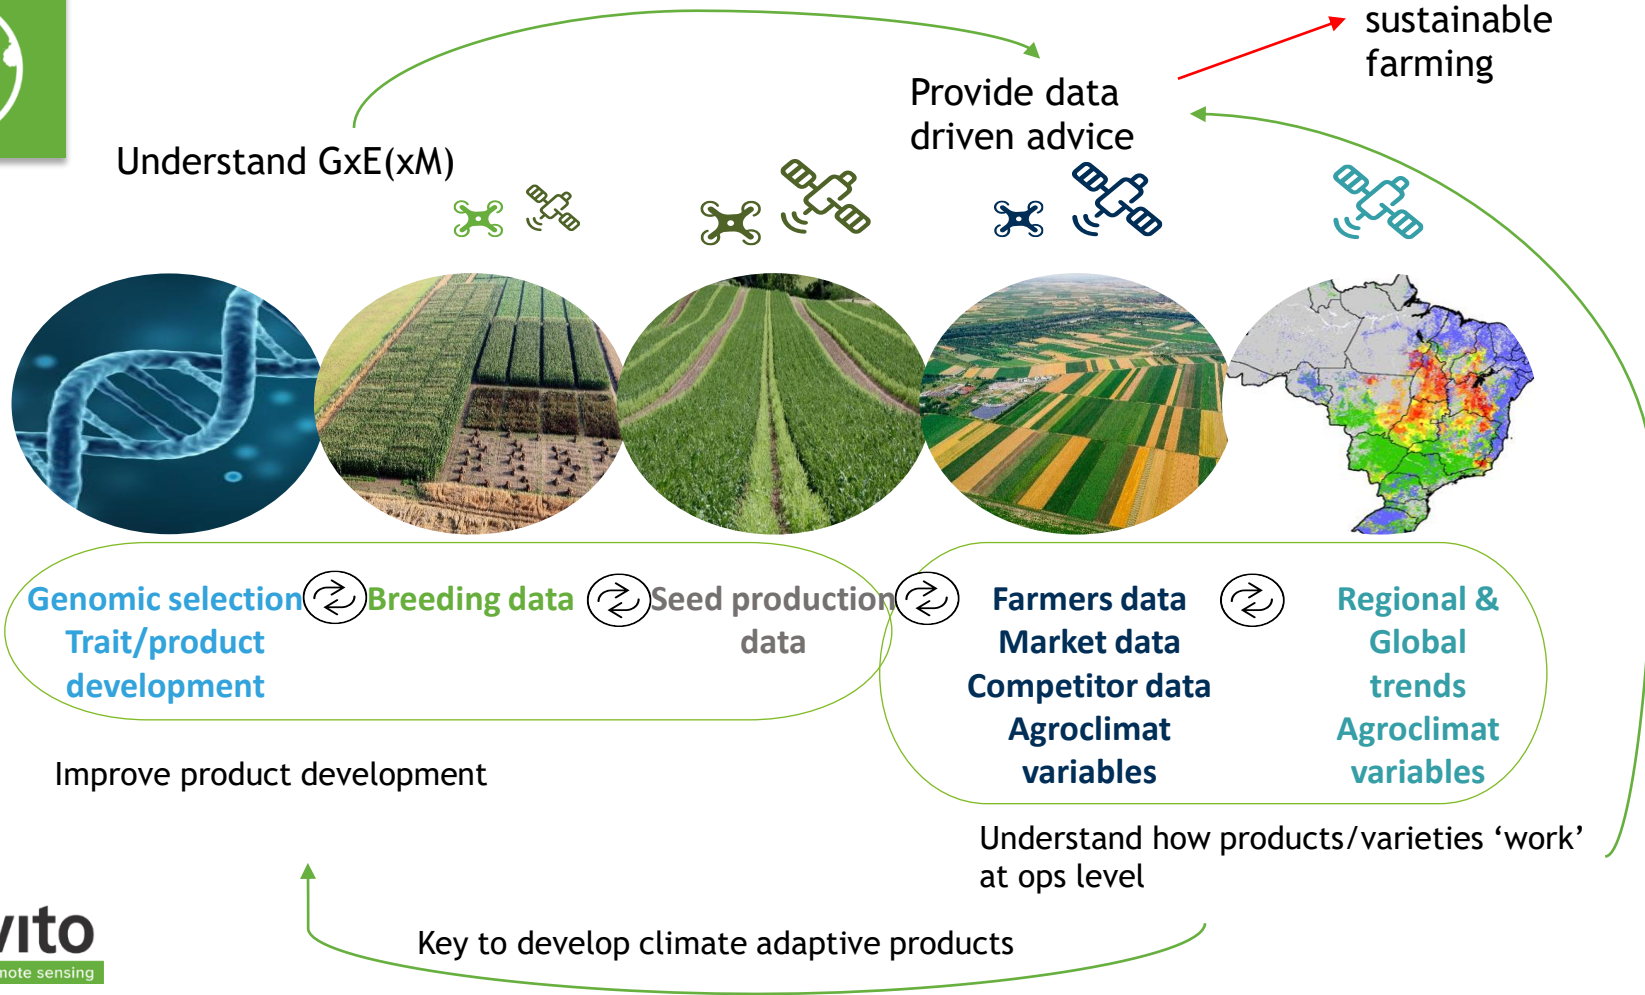 sustainable
farming
Provide data
driven advice
Understand GxE(xM)
Genomic selection
Trait/product
development
Breeding data
Seed production
data
Farmers data
Market data
Competitor data
Agroclimat
variables
Regional &
Global
trends
Agroclimat
variables
Improve product development
Understand how products/varieties ‘work’
at ops level
Key to develop climate adaptive products
vito
mote sensing